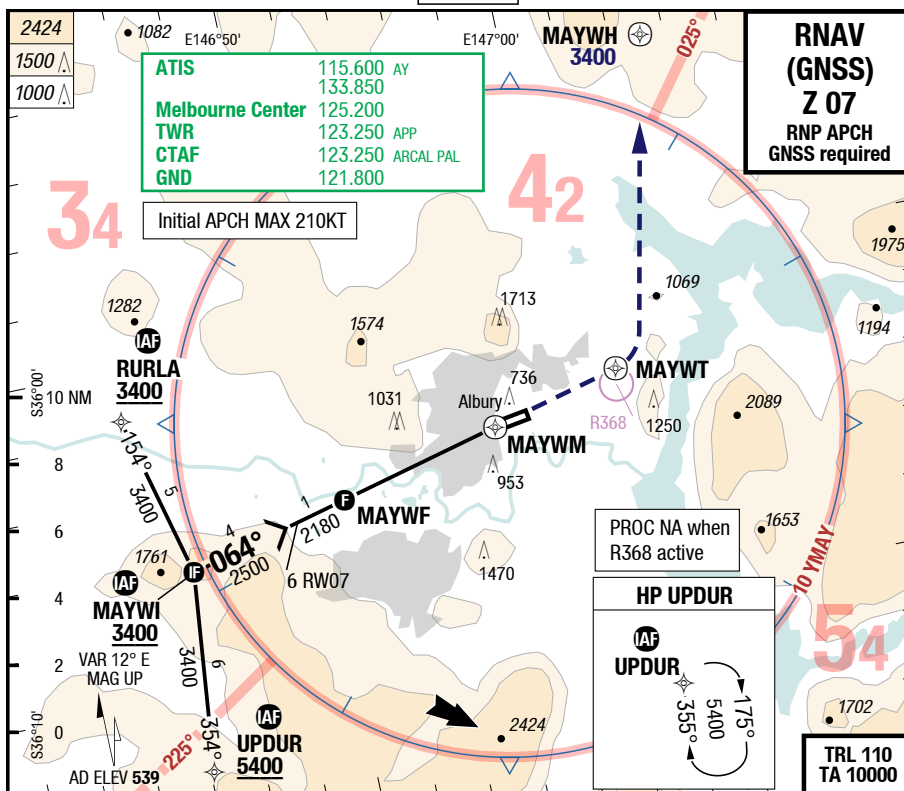 2424
1500
1000
1082
E146°50'
E147°00'
MAYWH
3400
025°
RNAV
(GNSS)
Z 07
RNP APCH
GNSS required
ATIS 115.600 AY
133.850
Melbourne Center 125.200
TWR 123.250 APP
CTAF 123.250 ARCAL PAL
GND 121.800
34
42
Initial APCH MAX 210KT
1975
1282
1713
1069
1194
1574
IAF
RURLA
3400
S36°00'
10 NM
1031
736
Albury
MAYWT
R368
1250
2089
MAYWM
154°
5
3400
8
953
F
MAYWF
1
2180
4
064°
2500
6 RW07
6
PROC NA when
R368 active
1653
10 YMAY
1761
IF
IAF
MAYWI
3400
1470
4
HP UPDUR
IAF
UPDUR
175°
5400
355°
54
VAR 12° E
MAG UP
2
6
3400
S36°10'
0
225°
354°
IAF
UPDUR
5400
2424
1702
AD ELEV 539
TRL 110
TA 10000